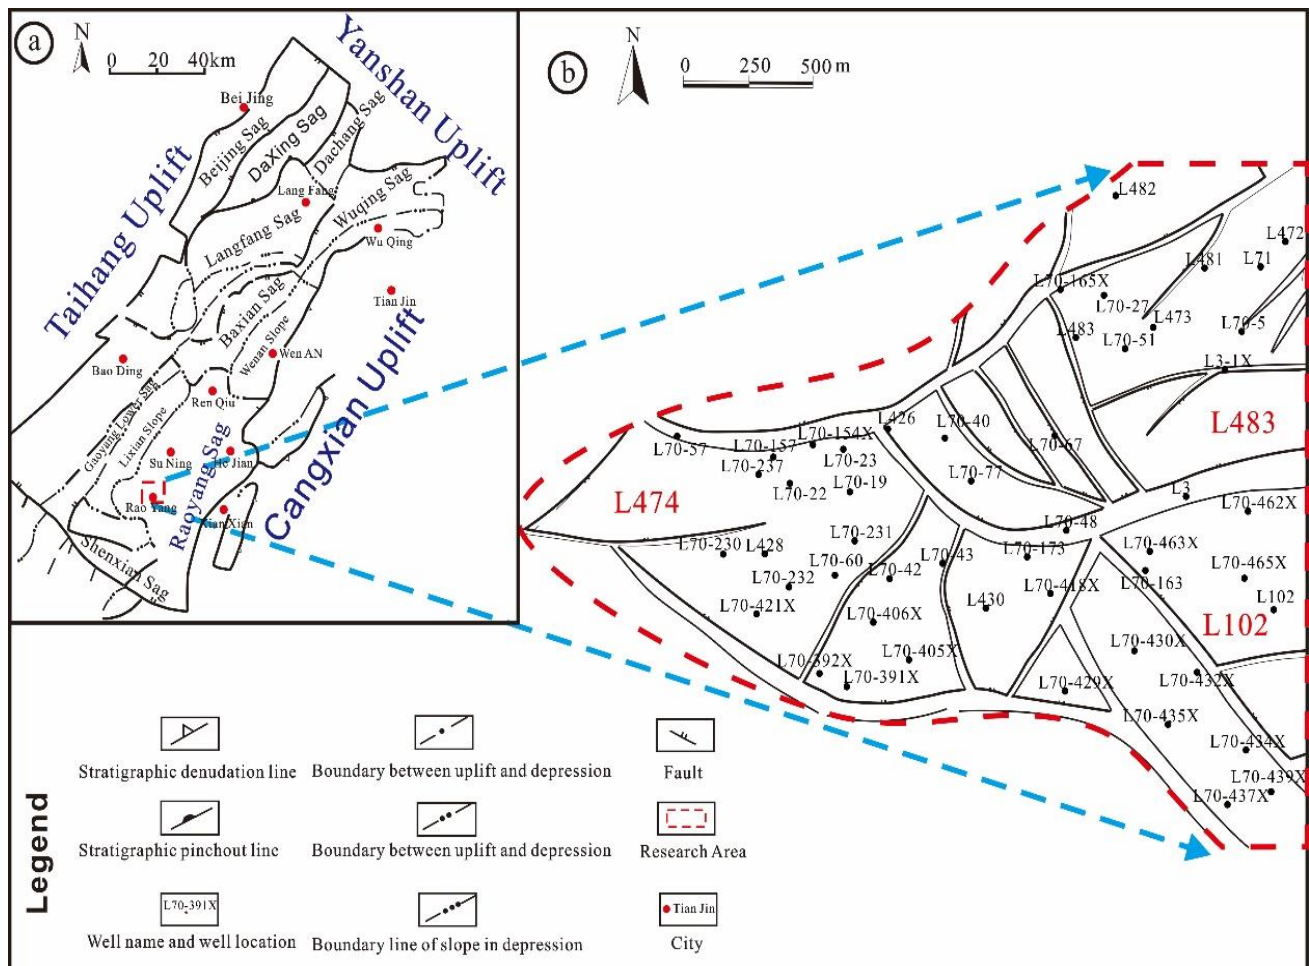 a
N
0 20 40km
Yanshan Uplift
Bei Jing
Beijing Sag
DaXing Sag
Dachang Sag
Taihang Uplift
Lang Fang
Langfang Sag
Wuqing Sag
Wu Qing
Tian Jin
Baxian Sag
Wenan Slope
Wen AN
Bao Ding
Ren Qiu
Cangxian Uplift
Gaoyang Lower Sag
Lixian Slope
Su Ning
He Jian
Raoyang Sag
Rao Yang
Xian Xian
Shenxian Sag
b
N
0 250 500 m
L482
L472
L481
L71
L70-165X
L70-27
L473
L70-5
L483
L70-51
L3-1X
L483
L426
L70-40
L70-154X
L70-57
L70-157
L70-67
L70-23
L70-237
L70-77
L70-22
L70-19
L474
L3
L70-462X
L70-48
L70-231
L70-230
L428
L70-43
L70-173
L70-463X
L70-60
L70-42
L70-163
L70-465X
L70-232
L70-418X
L70-421X
L430
L102
L70-406X
L102
L70-430X
L70-405X
L70-392X
L70-391X
L70-429X
L70-432X
L70-435X
L70-434X
L70-439X
L70-437X
Legend
Stratigraphic denudation line
Boundary between uplift and depression
Fault
Stratigraphic pinchout line
Boundary between uplift and depression
Research Area
L70-391X
Well name and well location
Boundary line of slope in depression
Tian Jin
City